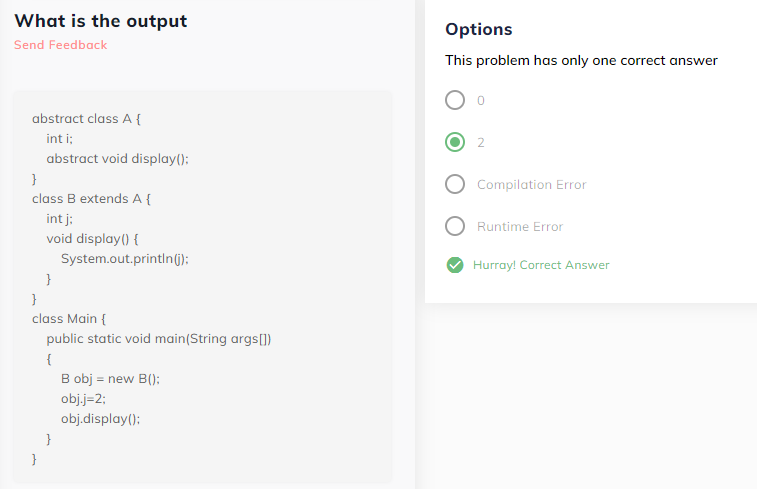 What is the output
Send Feedback
abstract class A {
int i;
abstract void display();
}
class B extends A {
int j;
void display() {
System.out.println(j);
}
}
class Main {
public static void main(String args[])
{
B obj = new B();
obj.j=2;
obj.display();
}
}
Options
This problem has only one correct answer
0
2
Compilation Error
Runtime Error
Hurray! Correct Answer